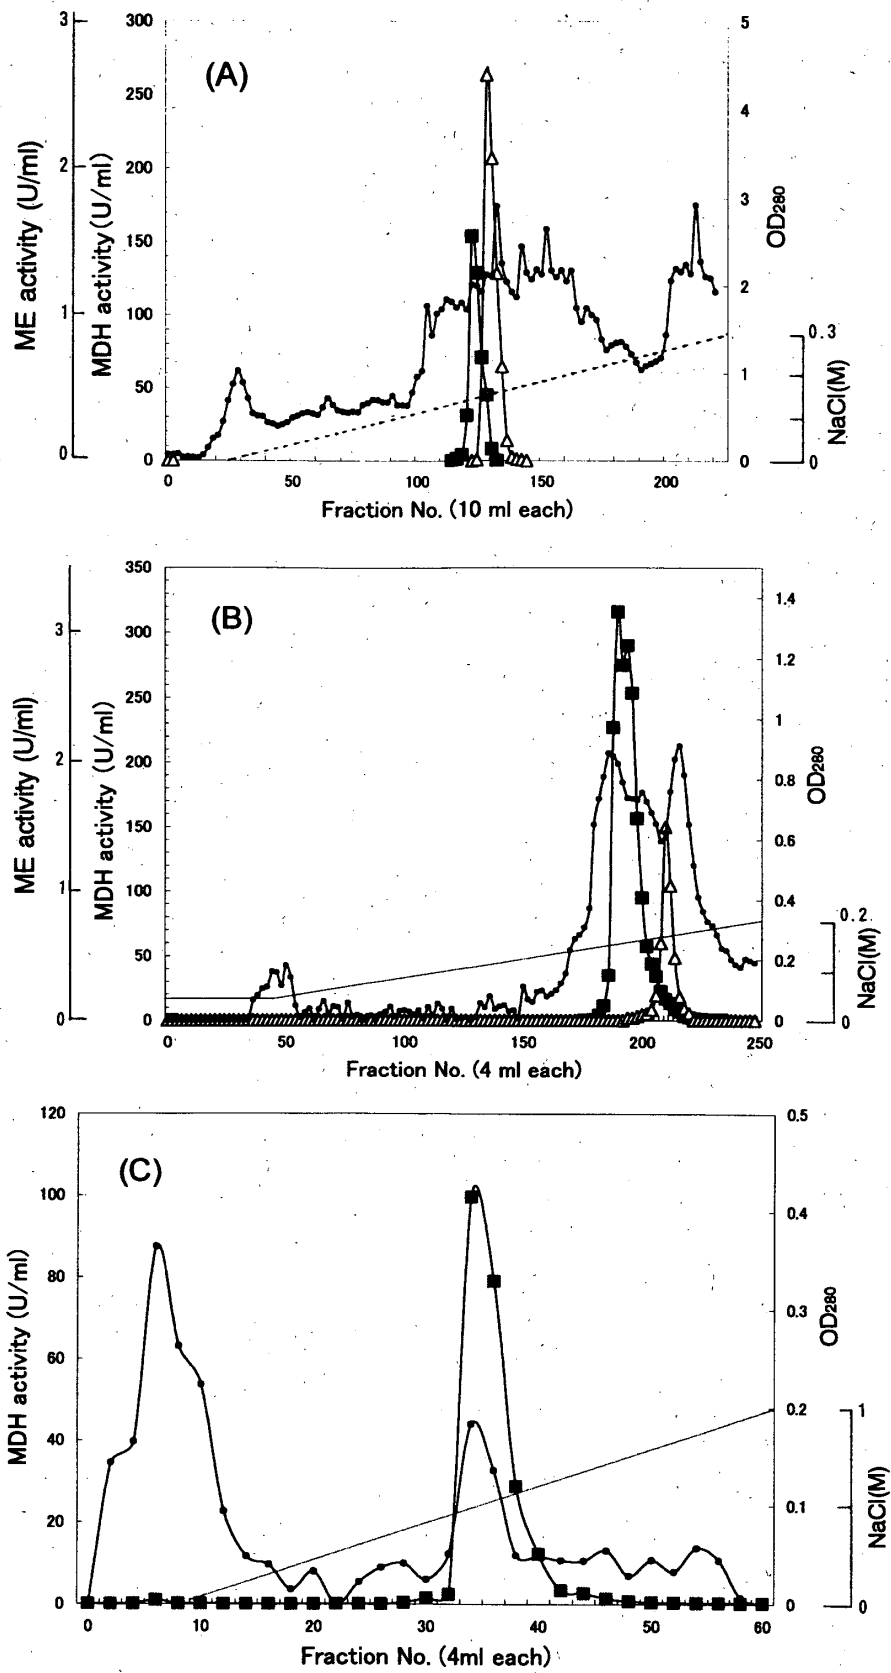 (A)
ME activity (U/ml)
3
2
1
0
MDH activity (U/ml)
300
250
200
150
100
50
0
OD280
5
4
3
2
1
0
NaCl(M)
0.3
0
0 50 100 150 200
Fraction No. (10 ml each)
(B)
ME activity (U/ml)
3
2
1
0
MDH activity (U/ml)
350
300
250
200
150
100
50
0
OD280
1.4
1.2
1
0.8
0.6
0.4
0.2
0
NaCl(M)
0.2
0
0 50 100 150 200 250
Fraction No. (4 ml each)
(C)
MDH activity (U/ml)
120
100
80
60
40
20
0
OD280
0.5
0.4
0.3
0.2
0.1
0
NaCl(M)
1
0
0 10 20 30 40 50 60
Fraction No. (4ml each)